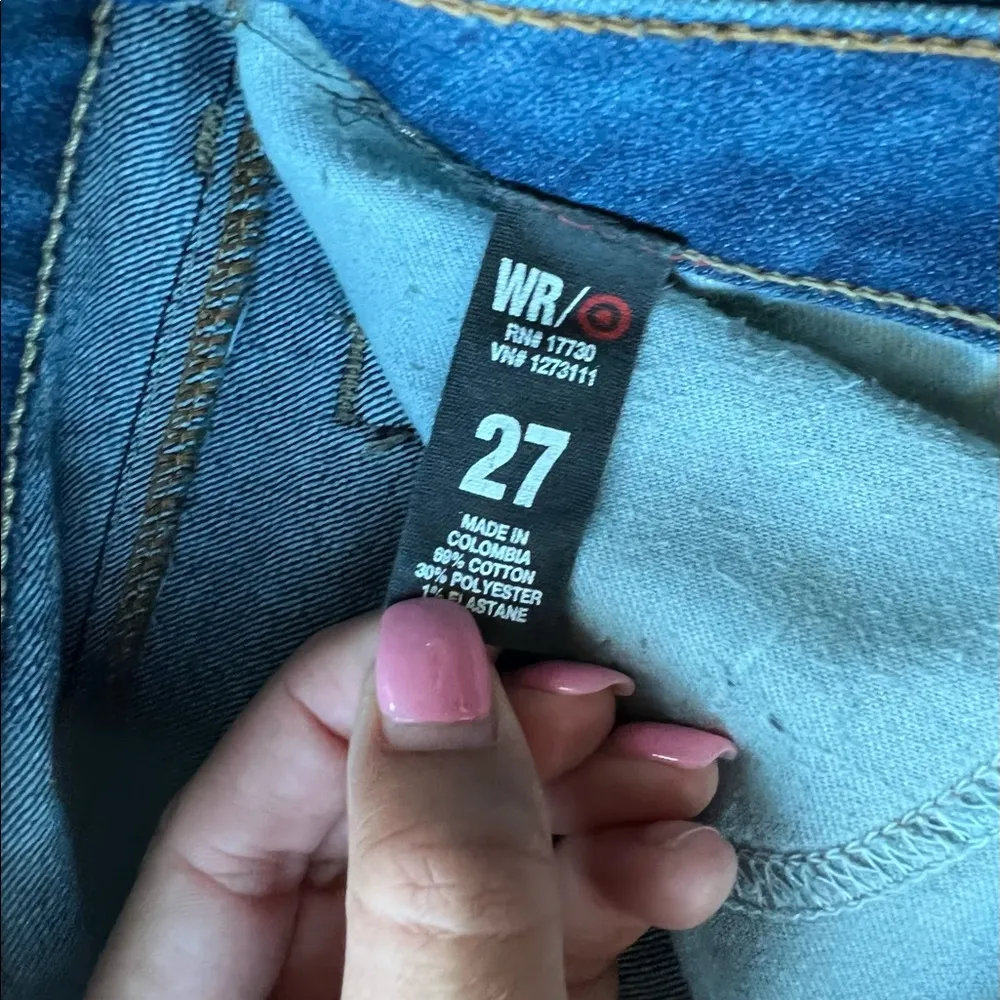 WR/
RN# 17730
VN# 1273111
27
MADE IN
COLOMBIA
69% COTTON
30% POLYESTER
1% ELASTANE